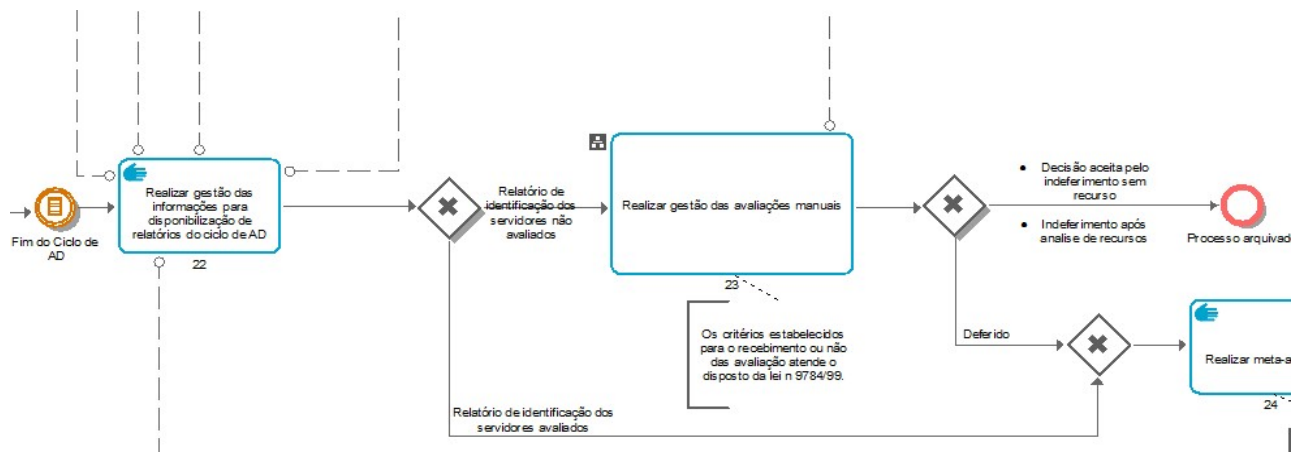 Fim do Ciclo de
AD
Realizar gestão das
informações para
disponibilização de
relatórios do ciclo de AD
22
Relatório de
identificação dos
servidores não
avaliados
Realizar gestão das avaliações manuais
23
Os critérios estabelecidos
para o recebimento ou não
das avaliação atende o
disposto da lei n 9784/99.
• Decisão aceita pelo
indeferimento sem
recurso
• Indeferimento após
analise de recursos
Processo arquivado
Deferido
Relatório de identificação dos
servidores avaliados
Realizar meta-a
24